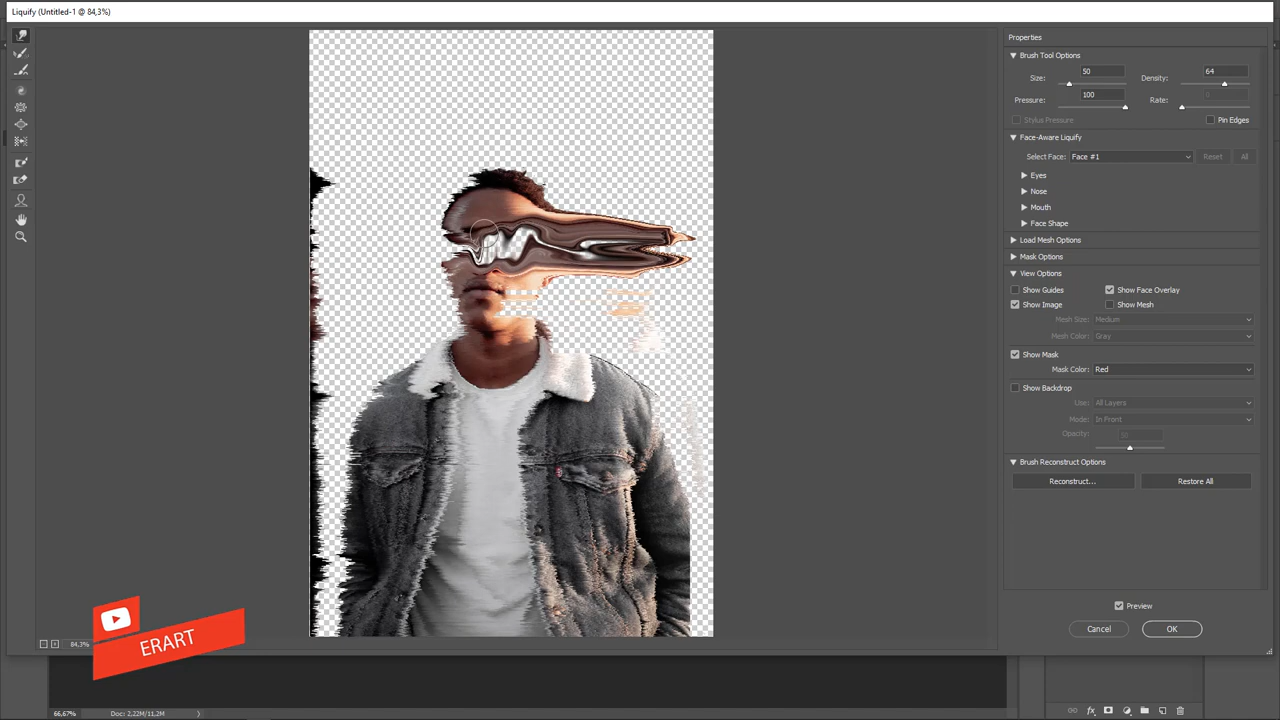 Liquify (Untitled-1 @ 84,3%)
Properties
Brush Tool Options
Size: 50 Density: 64
Pressure: 100 Rate: 0
Stylus Pressure Pin Edges
Face-Aware Liquify
Select Face: Face #1 Reset All
Eyes
Nose
Mouth
Face Shape
Load Mesh Options
Mask Options
View Options
Show Guides Show Face Overlay
Show Image Show Mesh
Mesh Size: Medium
Mesh Color: Gray
Show Mask
Mask Color: Red
Show Backdrop
Use: All Layers
Mode: In Front
Opacity: 50
Brush Reconstruct Options
Reconstruct... Restore All
Preview
Cancel OK
ERART
84,3%
66,67% Doc: 2,22M/11,2M
fx